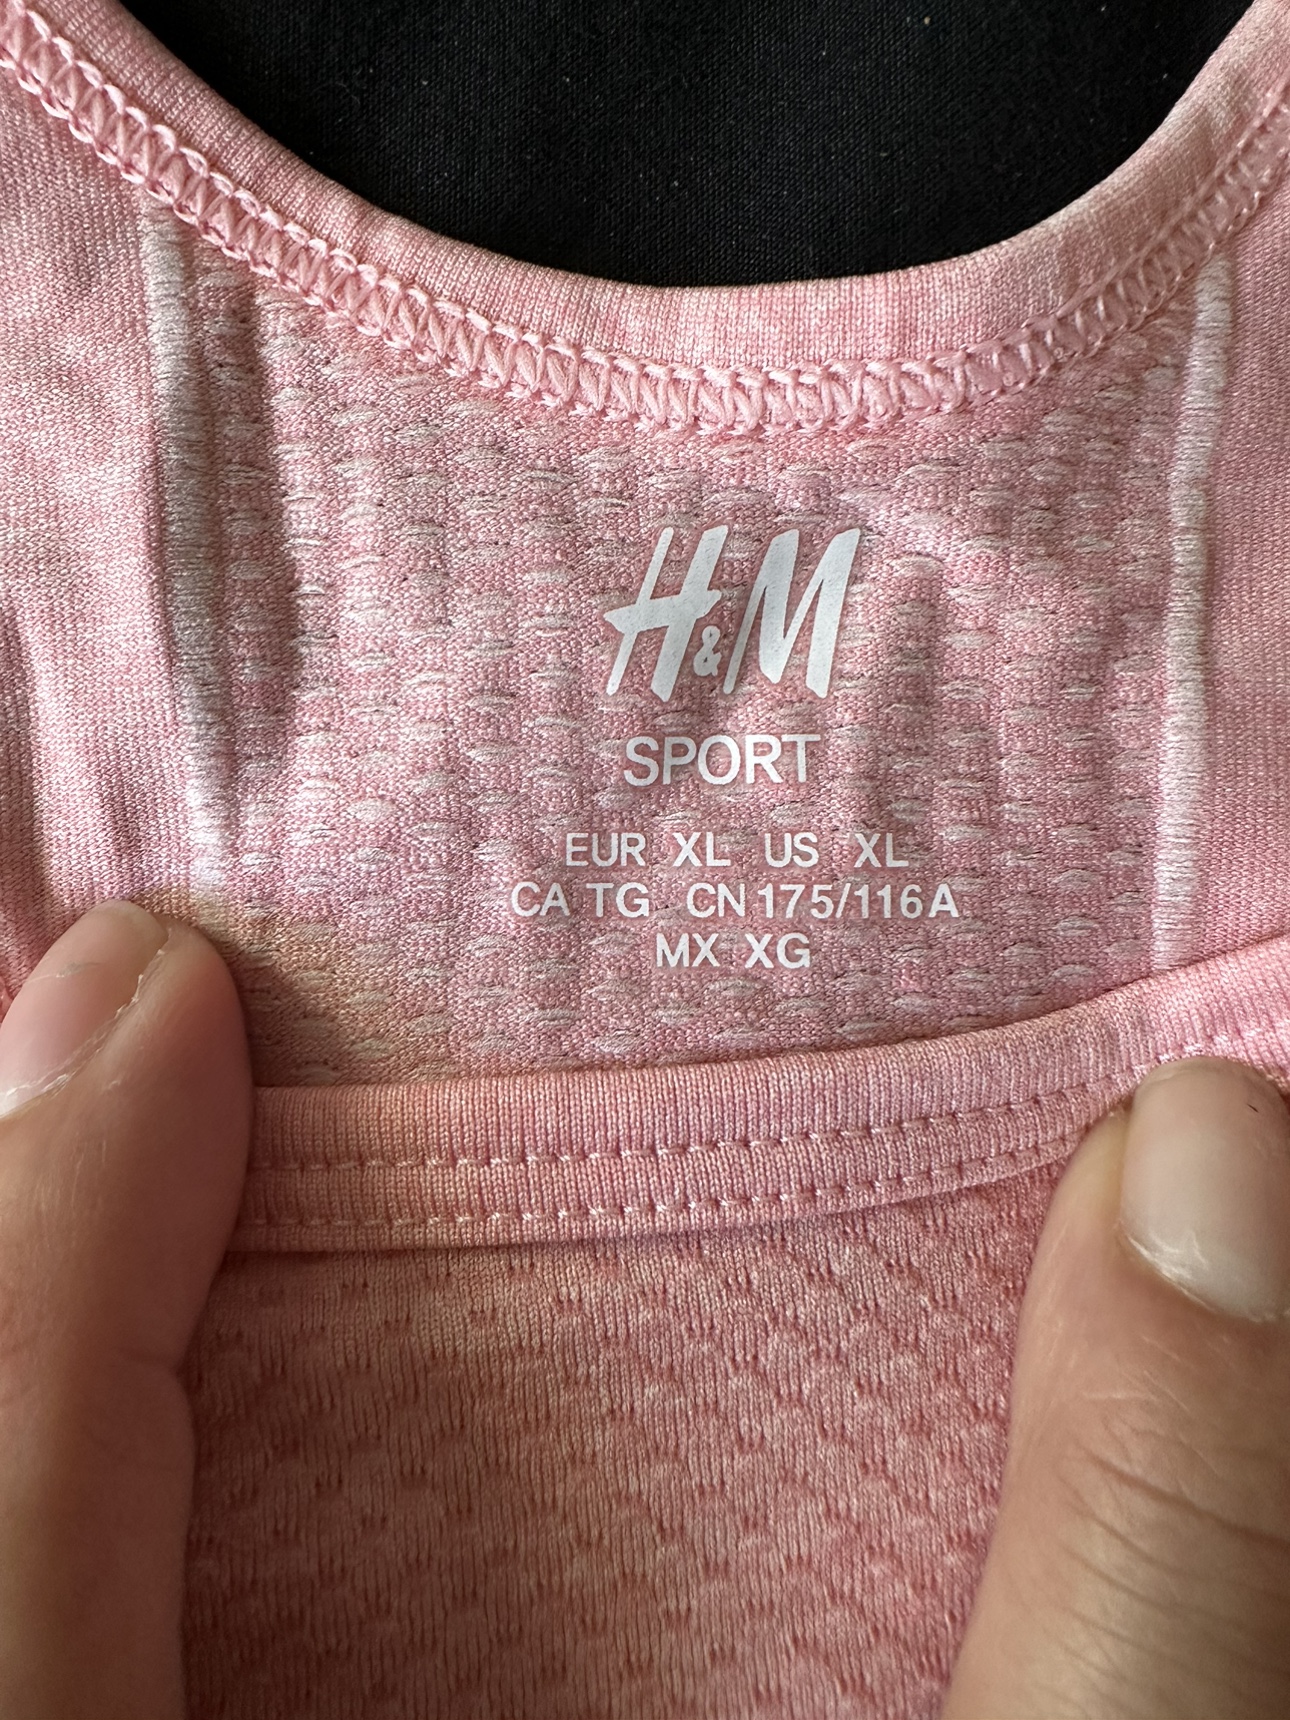 H&M
SPORT
EUR XL US XL
CA TG CN 175/116A
MX XG